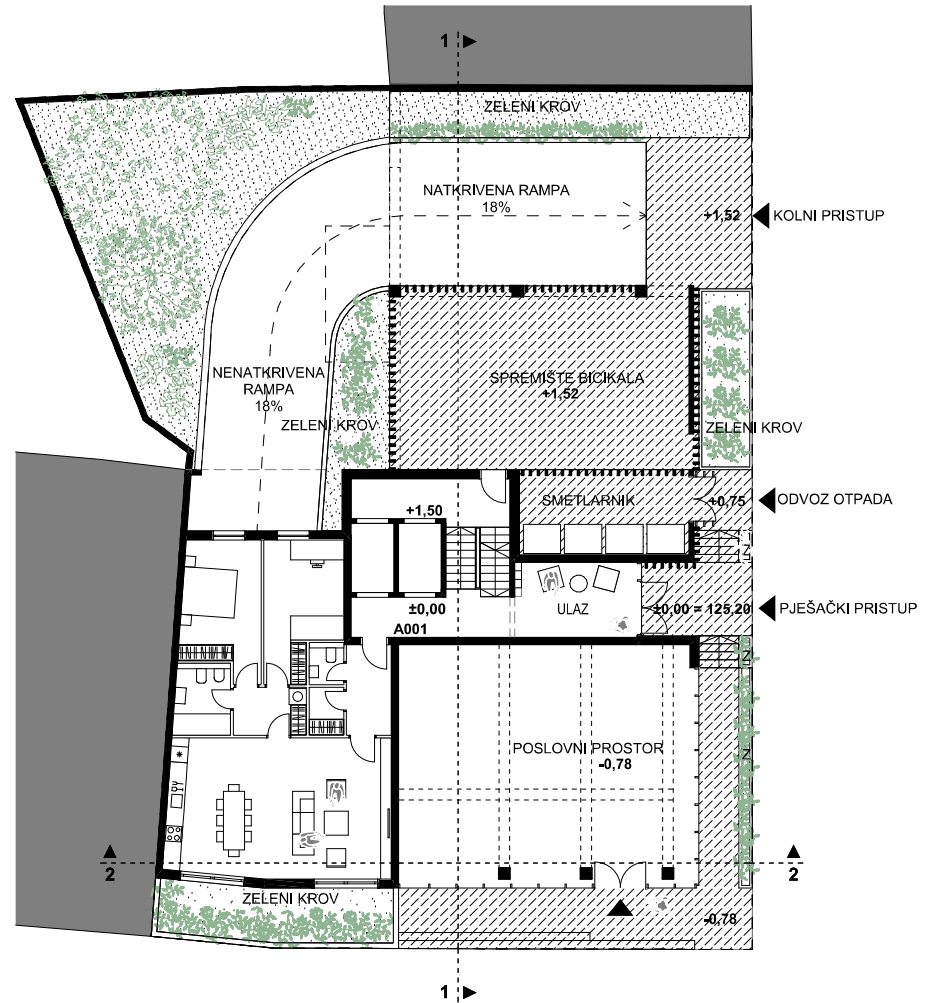 1
ZELENI KROV
NATKRIVENA RAMPA
18%
+1,52
KOLNI PRISTUP
NENATKRIVENA
RAMPA
18%
SPREMIŠTE BICIKALA
+1,52
ZELENI KROV
ZELENI KROV
+1,50
SMETLARNIK
+0,75
ODVOZ OTPADA
Z
±0,00
ULAZ
±0,00 = 125,20
PJEŠAČKI PRISTUP
A001
Z
POSLOVNI PROSTOR
-0,78
Z
2
2
ZELENI KROV
-0,78
1